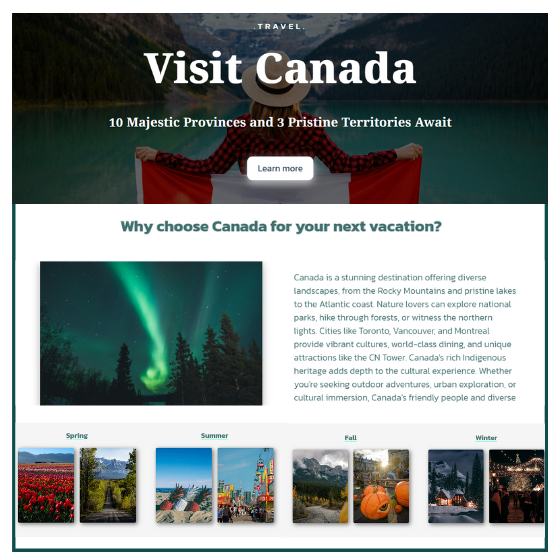 .TRAVEL.
Visit Canada
10 Majestic Provinces and 3 Pristine Territories Await
Learn more
Why choose Canada for your next vacation?
Canada is a stunning destination offering diverse
landscapes, from the Rocky Mountains and pristine lakes
to the Atlantic coast. Nature lovers can explore national
parks, hike through forests, or witness the northern
lights. Cities like Toronto, Vancouver, and Montreal
provide vibrant cultures, world-class dining, and unique
attractions like the CN Tower. Canada's rich Indigenous
heritage adds depth to the cultural experience. Whether
you're seeking outdoor adventures, urban exploration, or
cultural immersion, Canada's friendly people and diverse
Spring
Summer
Fall
Winter